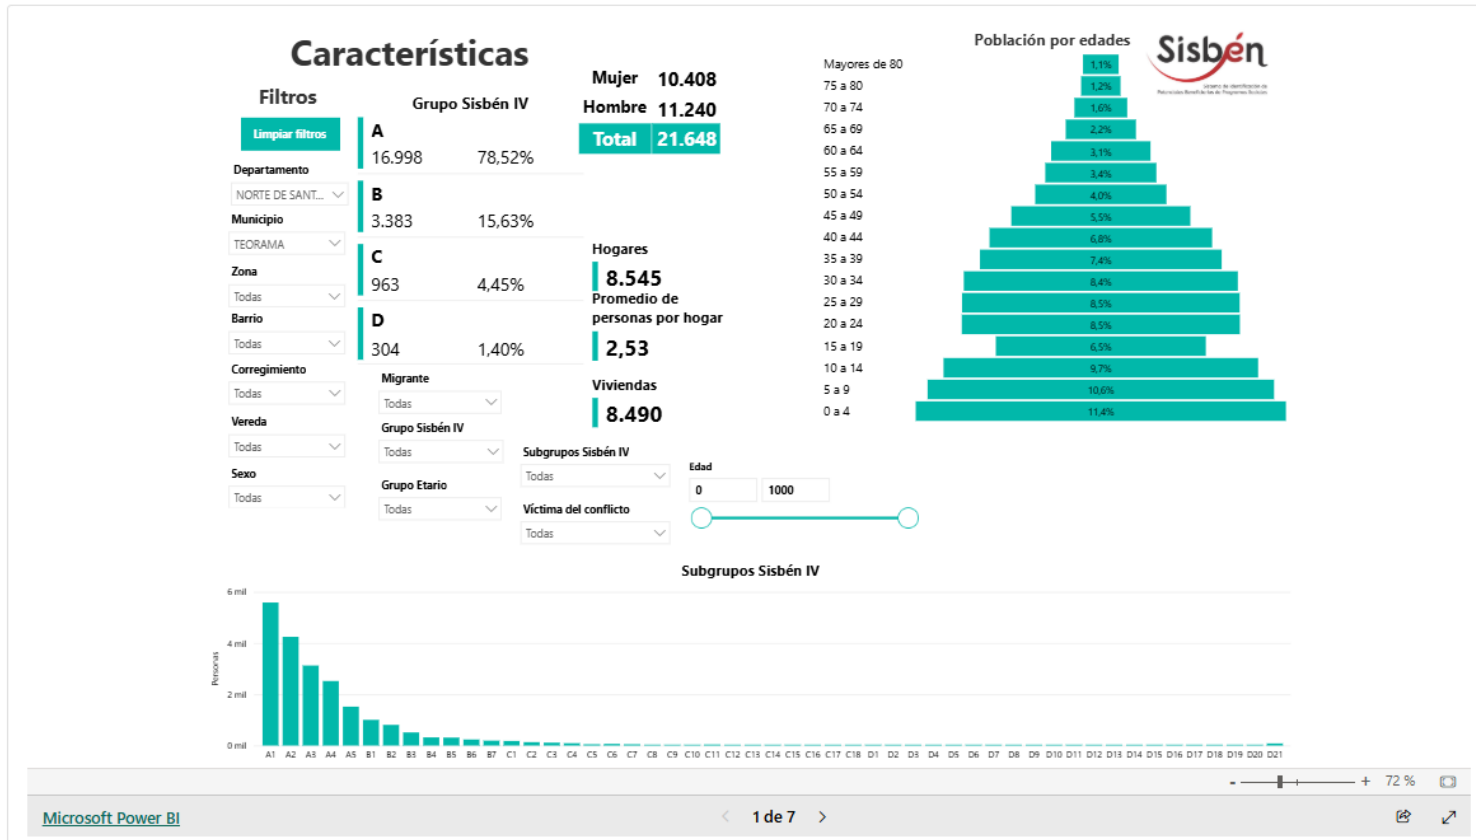 Características
Filtros
Limpiar filtros
Departamento
NORTE DE SANT...
Municipio
TEORAMA
Zona
Todas
Barrio
Todas
Corregimiento
Todas
Vereda
Todas
Sexo
Todas
Grupo Sisbén IV
A
16.998 78,52%
B
3.383 15,63%
C
963 4,45%
D
304 1,40%
Migrante
Todas
Grupo Sisbén IV
Todas
Grupo Etario
Todas
Mujer 10.408
Hombre 11.240
Total 21.648
Hogares
8.545
Promedio de
personas por hogar
2,53
Viviendas
8.490
Subgrupos Sisbén IV
Todas
Víctima del conflicto
Todas
Edad
0 1000
Población por edades
Sisbén
Sistema de Identificación de
Potenciales Beneficiarios de Programas Sociales
Mayores de 80 1,1%
75 a 80 1,2%
70 a 74 1,6%
65 a 69 2,2%
60 a 64 3,1%
55 a 59 3,4%
50 a 54 4,0%
45 a 49 5,5%
40 a 44 6,8%
35 a 39 7,4%
30 a 34 8,4%
25 a 29 8,5%
20 a 24 8,5%
15 a 19 6,5%
10 a 14 9,7%
5 a 9 10,6%
0 a 4 11,4%
Subgrupos Sisbén IV
Personas
6 mil
4 mil
2 mil
0 mil
A1 A2 A3 A4 A5 B1 B2 B3 B4 B5 B6 B7 C1 C2 C3 C4 C5 C6 C7 C8 C9 C10 C11 C12 C13 C14 C15 C16 C17 C18 D1 D2 D3 D4 D5 D6 D7 D8 D9 D10 D11 D12 D13 D14 D15 D16 D17 D18 D19 D20 D21
- + 72 %
Microsoft Power BI
1 de 7